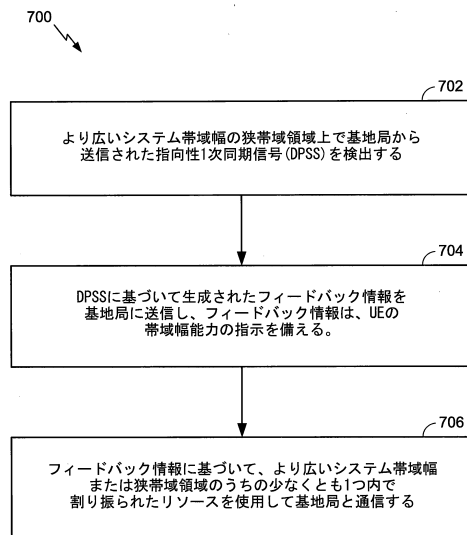 700
702
より広いシステム帯域幅の狭帯域領域上で基地局から
送信された指向性1次同期信号(DPSS)を検出する
704
DPSSに基づいて生成されたフィードバック情報を
基地局に送信し、フィードバック情報は、UEの
帯域幅能力の指示を備える。
706
フィードバック情報に基づいて、より広いシステム帯域幅
または狭帯域領域のうちの少なくとも1つ内で
割り振られたリソースを使用して基地局と通信する